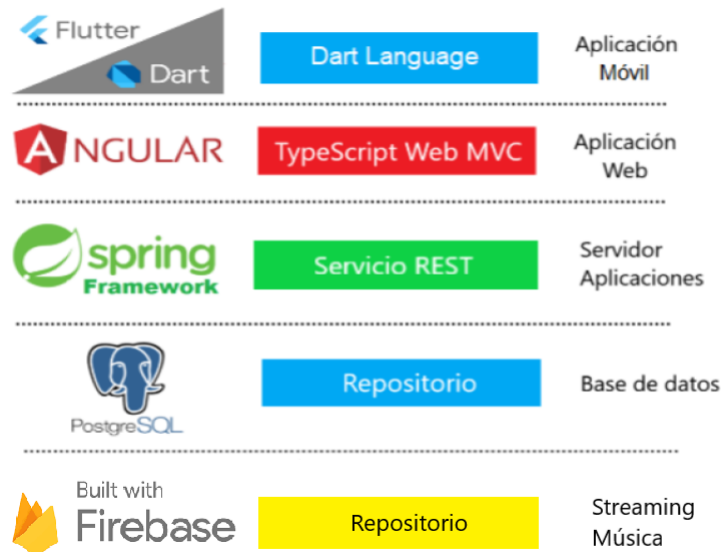 Flutter
Dart
Dart Language
Aplicación
Móvil
ANGULAR
TypeScript Web MVC
Aplicación
Web
spring
Framework
Servicio REST
Servidor
Aplicaciones
PostgreSQL
Repositorio
Base de datos
Built with
Firebase
Repositorio
Streaming
Música